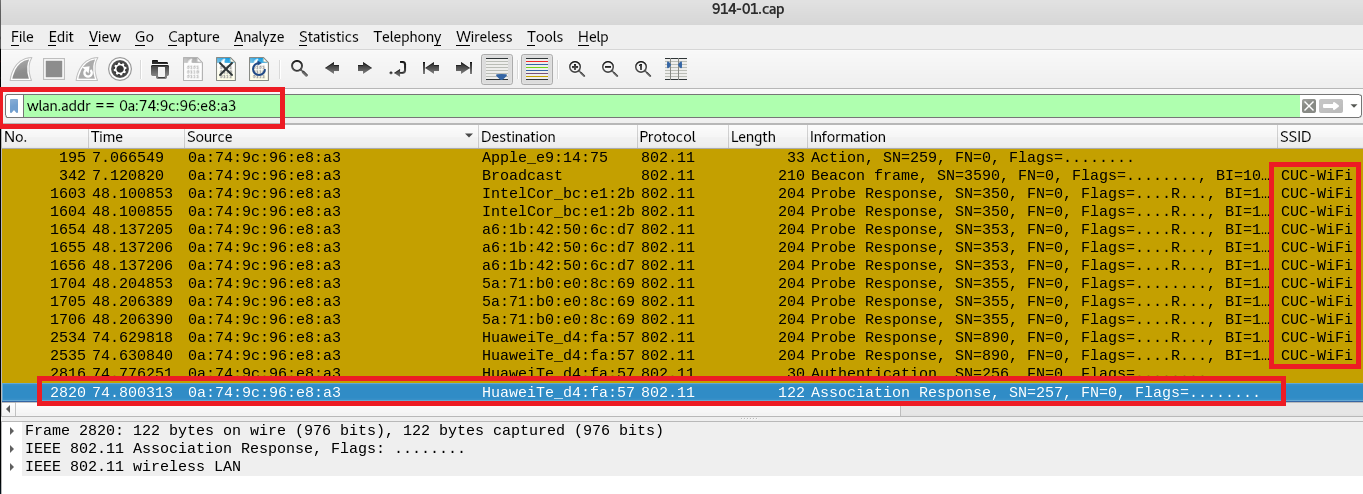 914-01.cap
File Edit View Go Capture Analyze Statistics Telephony Wireless Tools Help
wlan.addr == 0a:74:9c:96:e8:a3
No. Time Source Destination Protocol Length Information SSID
195 7.066549 0a:74:9c:96:e8:a3 Apple_e9:14:75 802.11 33 Action, SN=259, FN=0, Flags=........
342 7.120820 0a:74:9c:96:e8:a3 Broadcast 802.11 210 Beacon frame, SN=3590, FN=0, Flags=........, BI=10… CUC-WiFi
1603 48.100853 0a:74:9c:96:e8:a3 IntelCor_bc:e1:2b 802.11 204 Probe Response, SN=350, FN=0, Flags=....R..., BI=1… CUC-WiFi
1604 48.100855 0a:74:9c:96:e8:a3 IntelCor_bc:e1:2b 802.11 204 Probe Response, SN=350, FN=0, Flags=....R..., BI=1… CUC-WiFi
1654 48.137205 0a:74:9c:96:e8:a3 a6:1b:42:50:6c:d7 802.11 204 Probe Response, SN=353, FN=0, Flags=....R..., BI=1… CUC-WiFi
1655 48.137206 0a:74:9c:96:e8:a3 a6:1b:42:50:6c:d7 802.11 204 Probe Response, SN=353, FN=0, Flags=....R..., BI=1… CUC-WiFi
1656 48.137206 0a:74:9c:96:e8:a3 a6:1b:42:50:6c:d7 802.11 204 Probe Response, SN=353, FN=0, Flags=....R..., BI=1… CUC-WiFi
1704 48.204853 0a:74:9c:96:e8:a3 5a:71:b0:e0:8c:69 802.11 204 Probe Response, SN=355, FN=0, Flags=........, BI=1… CUC-WiFi
1705 48.206389 0a:74:9c:96:e8:a3 5a:71:b0:e0:8c:69 802.11 204 Probe Response, SN=355, FN=0, Flags=....R..., BI=1… CUC-WiFi
1706 48.206390 0a:74:9c:96:e8:a3 5a:71:b0:e0:8c:69 802.11 204 Probe Response, SN=355, FN=0, Flags=....R..., BI=1… CUC-WiFi
2534 74.629818 0a:74:9c:96:e8:a3 HuaweiTe_d4:fa:57 802.11 204 Probe Response, SN=890, FN=0, Flags=....R..., BI=1… CUC-WiFi
2535 74.630840 0a:74:9c:96:e8:a3 HuaweiTe_d4:fa:57 802.11 204 Probe Response, SN=890, FN=0, Flags=....R..., BI=1… CUC-WiFi
2816 74.776251 0a:74:9c:96:e8:a3 HuaweiTe_d4:fa:57 802.11 30 Authentication, SN=256, FN=0, Flags=........
2820 74.800313 0a:74:9c:96:e8:a3 HuaweiTe_d4:fa:57 802.11 122 Association Response, SN=257, FN=0, Flags=........
Frame 2820: 122 bytes on wire (976 bits), 122 bytes captured (976 bits)
IEEE 802.11 Association Response, Flags: ........
IEEE 802.11 wireless LAN